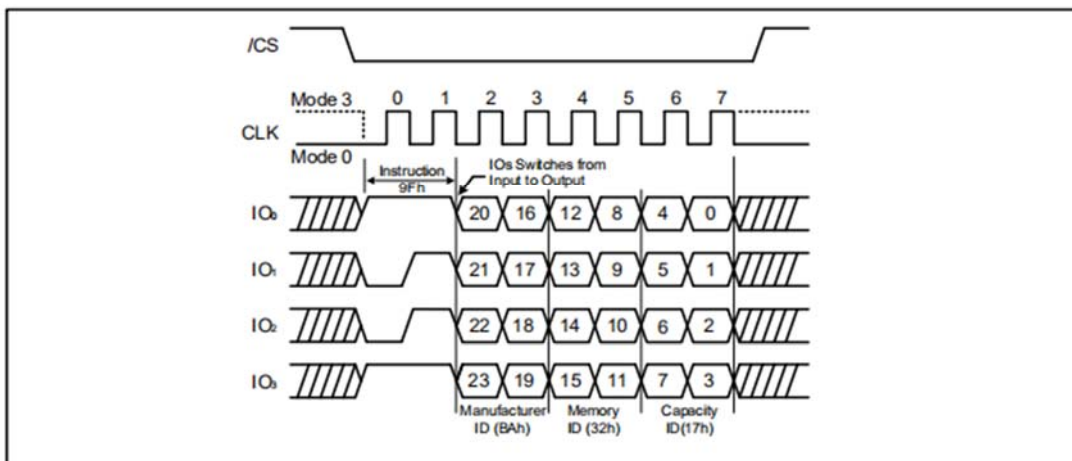 /CS
Mode 3 0 1 2 3 4 5 6 7
CLK
Mode 0
Instruction
9Fh
IOs Switches from
Input to Output
IO₀ 20 16 12 8 4 0
IO₁ 21 17 13 9 5 1
IO₂ 22 18 14 10 6 2
IO₃ 23 19 15 11 7 3
Manufacturer Memory Capacity
ID (BAh) ID (32h) ID(17h)